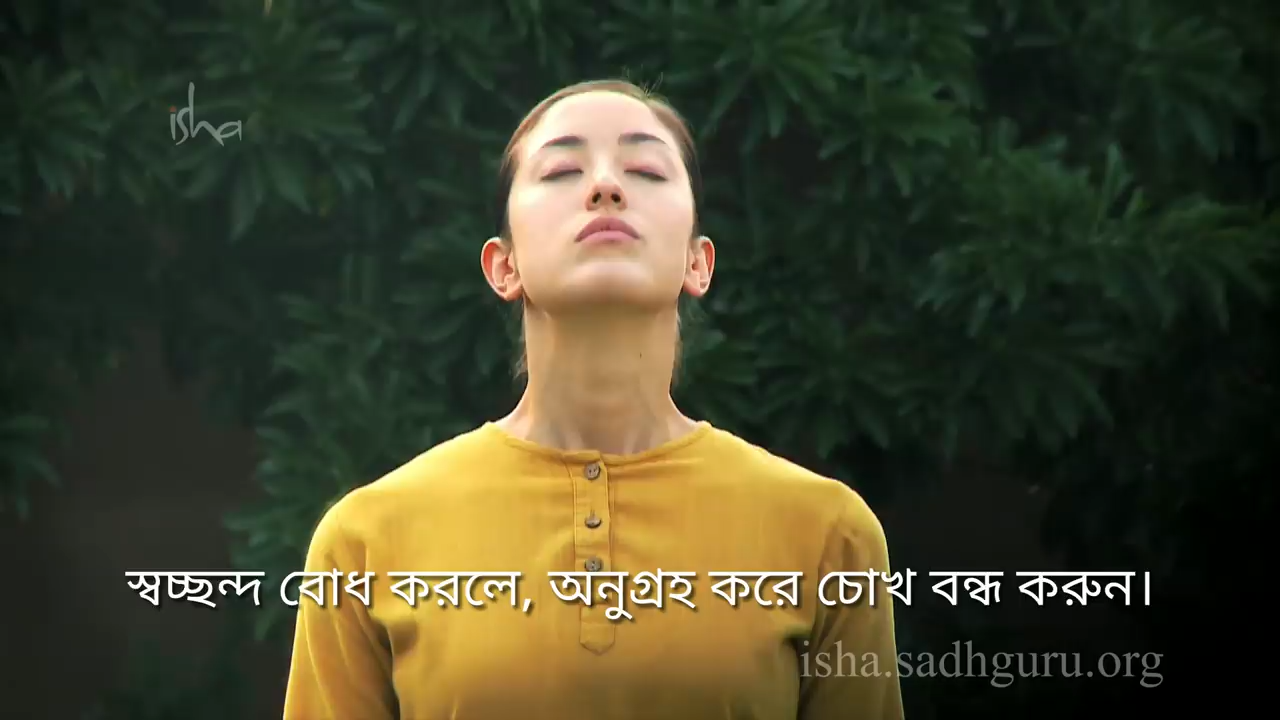 isha
স্বচ্ছন্দ বোধ করলে, অনুগ্রহ করে চোখ বন্ধ করুন।
isha.sadhguru.org